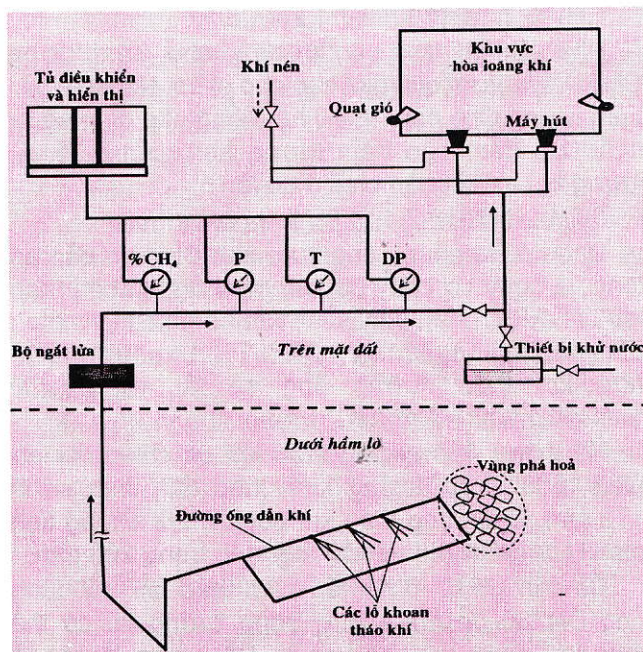 Tủ điều khiển
và hiển thị
Khí nén
Khu vực
hòa ioãng khí
Quạt gió
Máy hút
%CH₄
P
T
DP
Bộ ngắt lửa
Trên mặt đất
Thiết bị khử nước
Dưới hầm lò
Vùng phá hoả
Đường ống dẫn khí
Các lỗ khoan
tháo khí